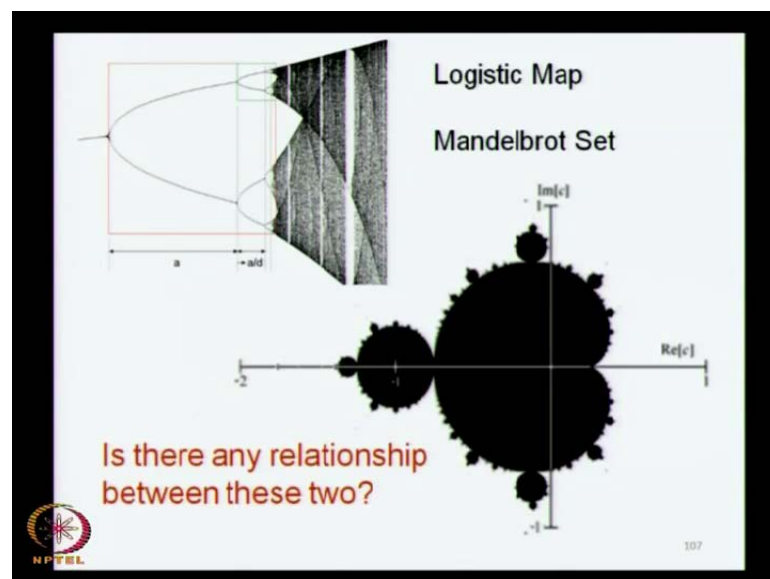 Logistic Map
Mandelbrot Set
a
a/d
Im[c]
1
Re[c]
-2
-1
1
-1
Is there any relationship
between these two?
NPTEL
107